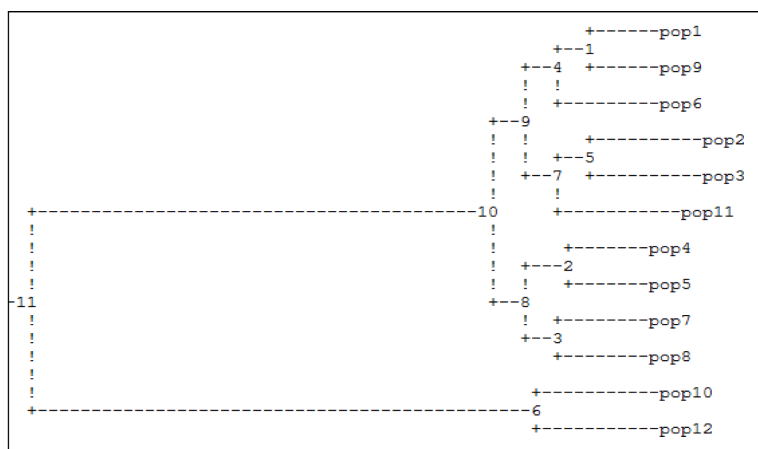 +------pop1
                                                   +--1
                                                +--4  +------pop9
                                                !  !
                                                !  +---------pop6
                                             +--9
                                             !  !     +----------pop2
                                             !  !  +--5
                                             !  +--7  +----------pop3
                                             !     !
  +-----------------------------------------10     +-----------pop11
  !                                          !
  !                                          !      +-------pop4
  !                                          !  +---2
  !                                          !  !   +-------pop5
-11                                          +--8
  !                                             !  +--------pop7
  !                                             +--3
  !                                                +--------pop8
  !
  !                                              +-----------pop10
  +----------------------------------------------6
                                                 +-----------pop12